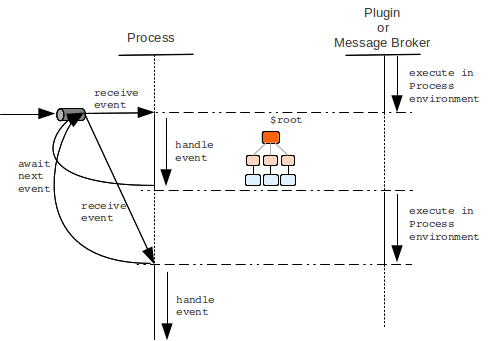 Plugin
or
Message Broker
Process
execute in
Process
environment
receive
event
$root
handle
event
await
next
event
receive
event
execute in
Process
environment
handle
event